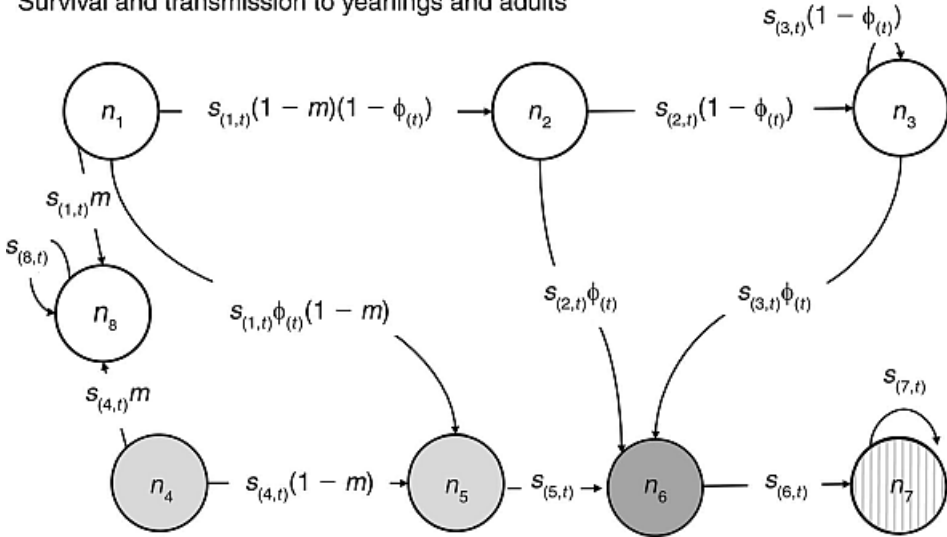 Survival and transmission to yearlings and adults
s(3,t)(1 − ϕ(t))
n1
s(1,t)(1 − m)(1 − ϕ(t))
n2
s(2,t)(1 − ϕ(t))
n3
s(1,t)m
s(8,t)
n8
s(1,t)ϕ(t)(1 − m)
s(2,t)ϕ(t)
s(3,t)ϕ(t)
s(4,t)m
s(7,t)
n4
s(4,t)(1 − m)
n5
s(5,t)
n6
s(6,t)
n7